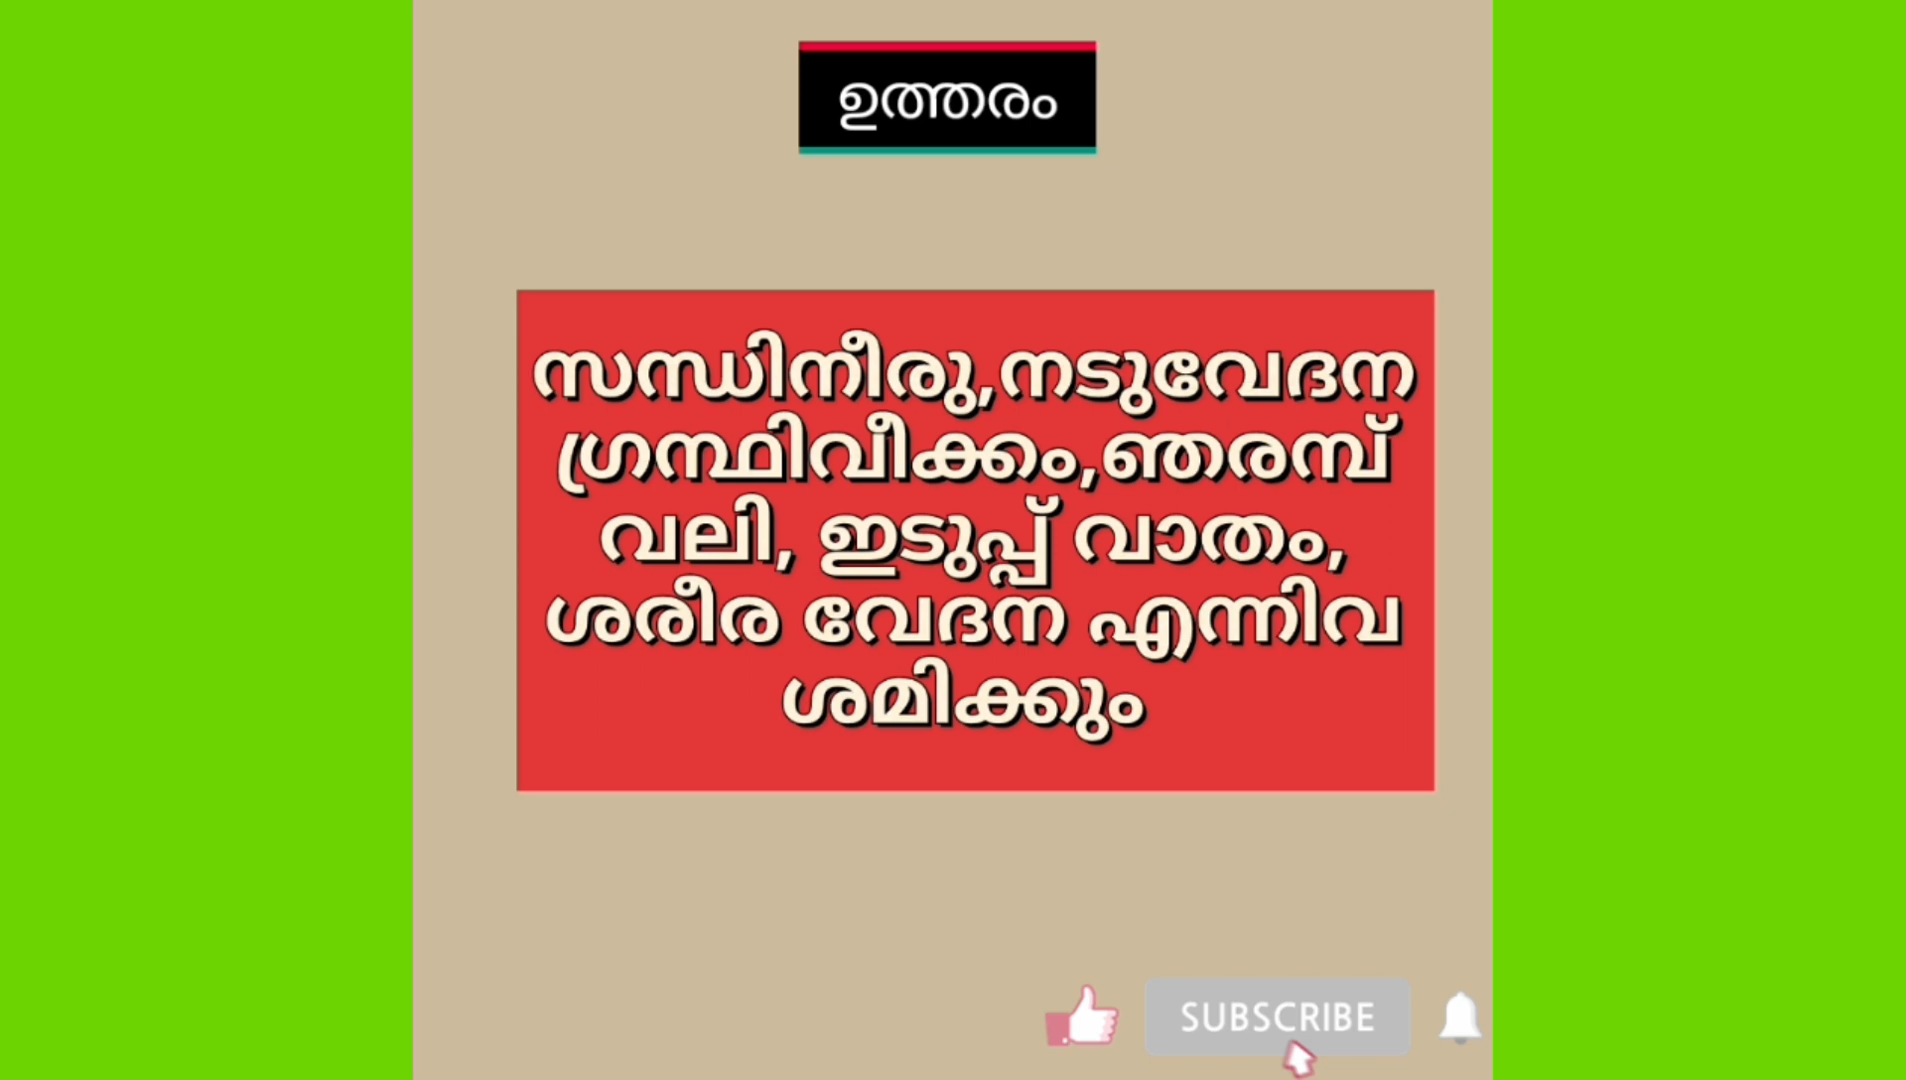 ഉത്തരം
സന്ധിനീരു,നടുവേദന
ഗ്രന്ഥിവീക്കം,ഞരമ്പ്
വലി, ഇടുപ്പ് വാതം,
ശരീര വേദന എന്നിവ
ശമിക്കും
SUBSCRIBE